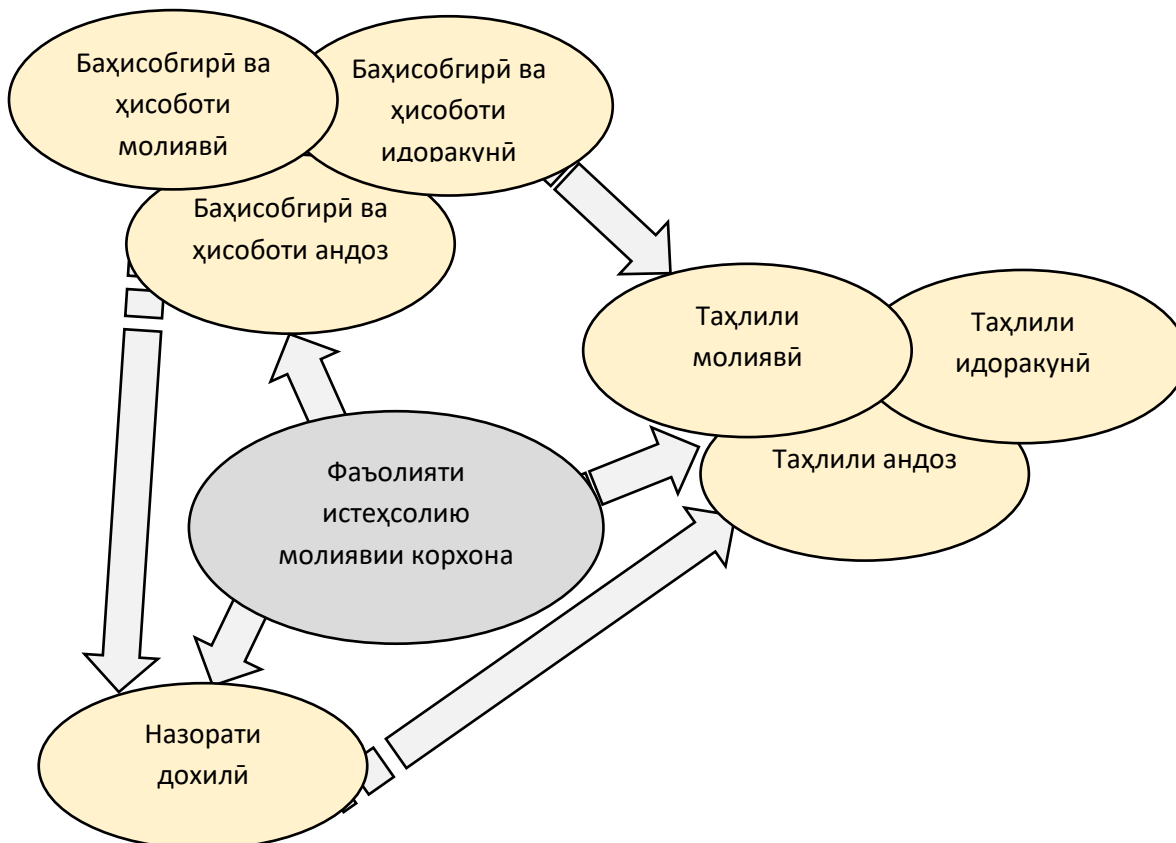 Баҳисобгирӣ ва
ҳисоботи
молиявӣ
Баҳисобгирӣ ва
ҳисоботи
идоракунӣ
Баҳисобгирӣ ва
ҳисоботи андоз
Таҳлили
молиявӣ
Таҳлили
идоракунӣ
Таҳлили андоз
Фаъолияти
истеҳсолию
молиявии корхона
Назорати
дохилӣ